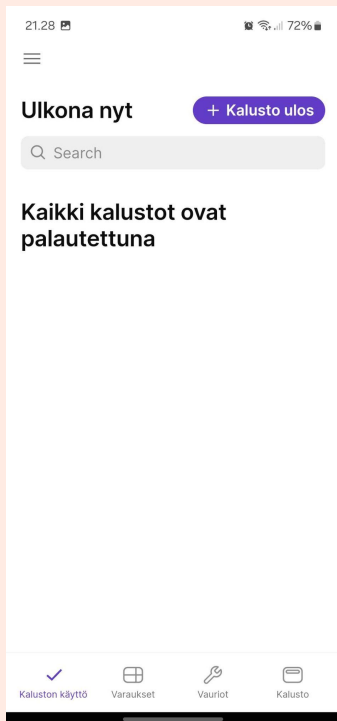 21.28 72%
Ulkona nyt + Kalusto ulos
Search
Kaikki kalustot ovat
palautettuna
Kaluston käyttö Varaukset Vauriot Kalusto